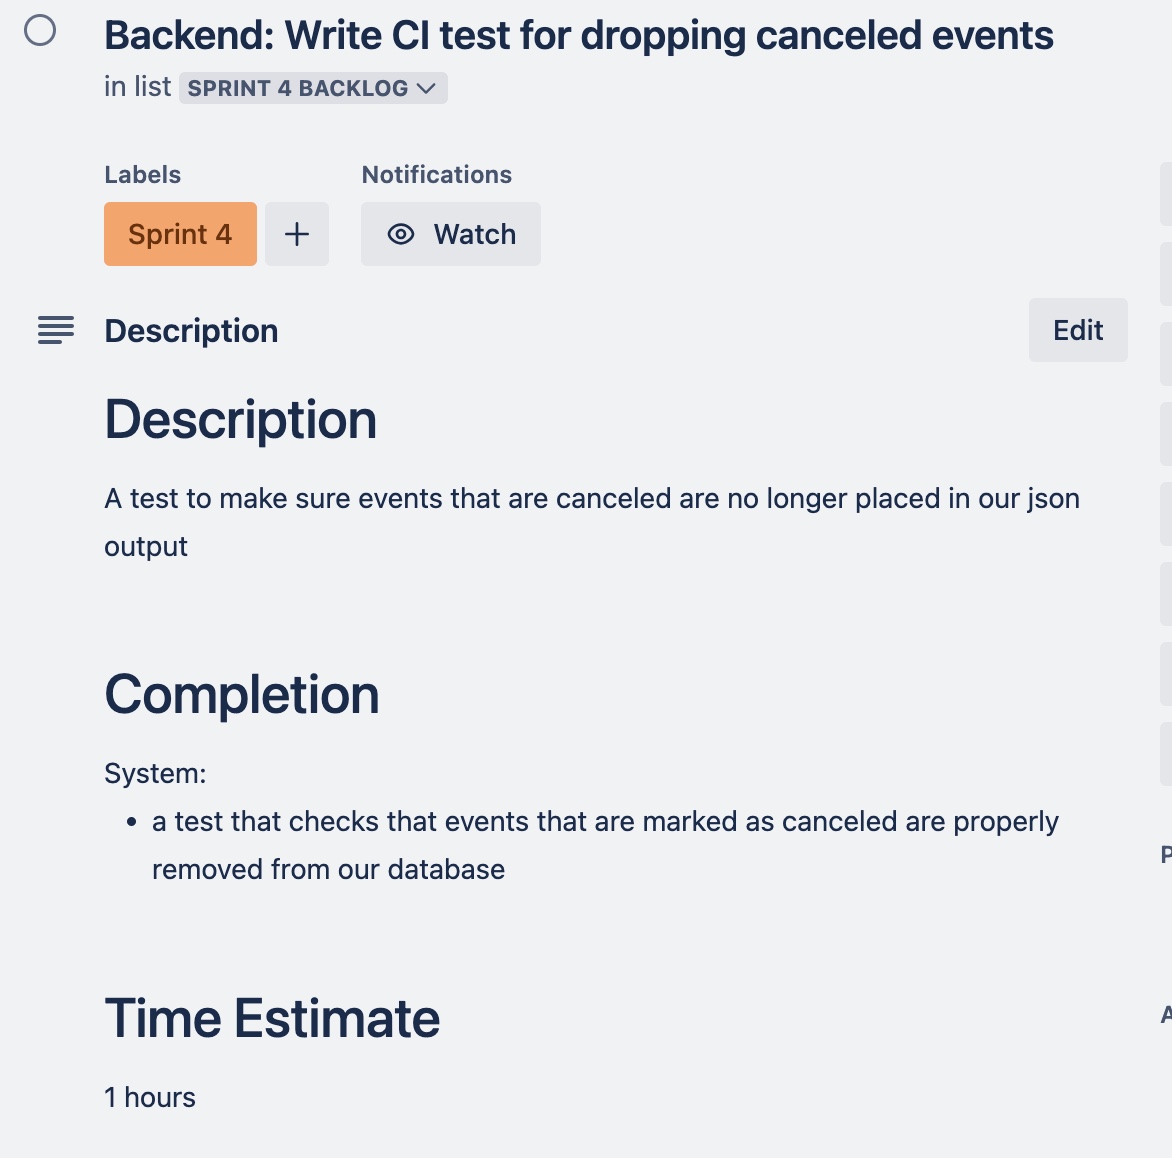 Backend: Write CI test for dropping canceled events
in list SPRINT 4 BACKLOG
Labels
Notifications
Sprint 4
Watch
Description
Edit
Description
A test to make sure events that are canceled are no longer placed in our json
output
Completion
System:
• a test that checks that events that are marked as canceled are properly
removed from our database
Time Estimate
1 hours